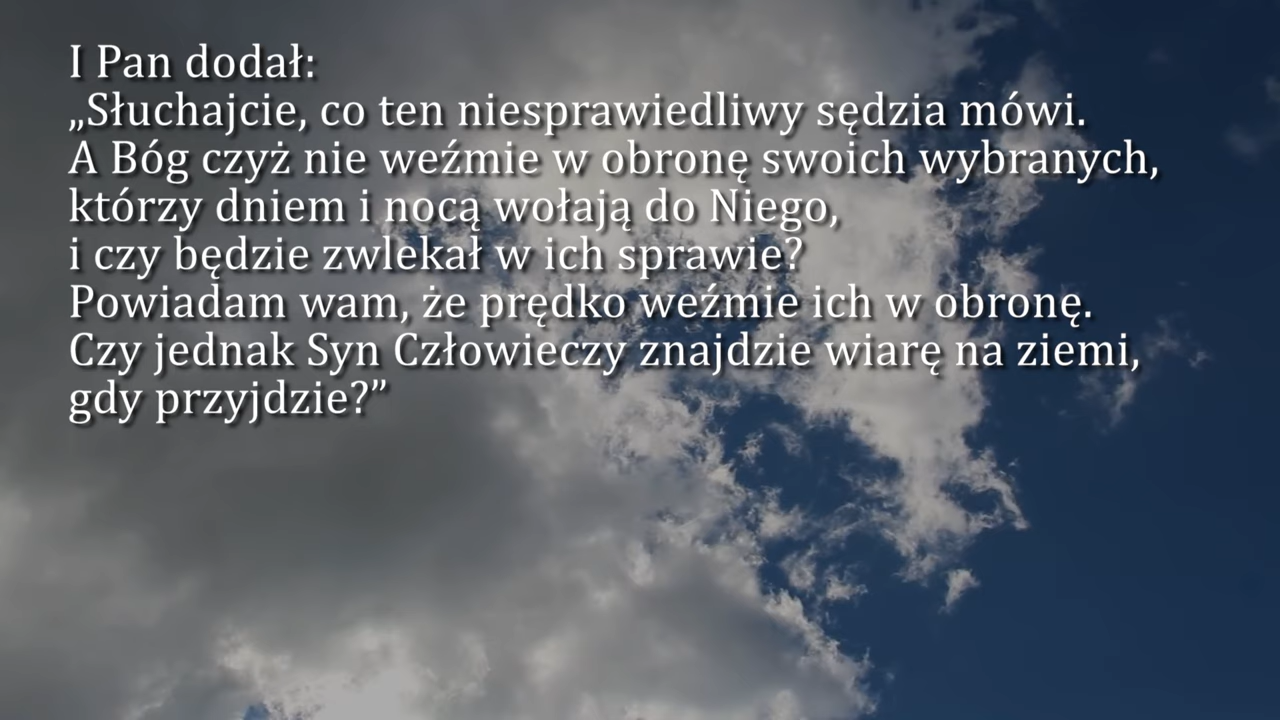 I Pan dodał:
„Słuchajcie, co ten niesprawiedliwy sędzia mówi.
A Bóg czyż nie weźmie w obronę swoich wybranych,
którzy dniem i nocą wołają do Niego,
i czy będzie zwlekał w ich sprawie?
Powiadam wam, że prędko weźmie ich w obronę.
Czy jednak Syn Człowieczy znajdzie wiarę na ziemi,
gdy przyjdzie?”